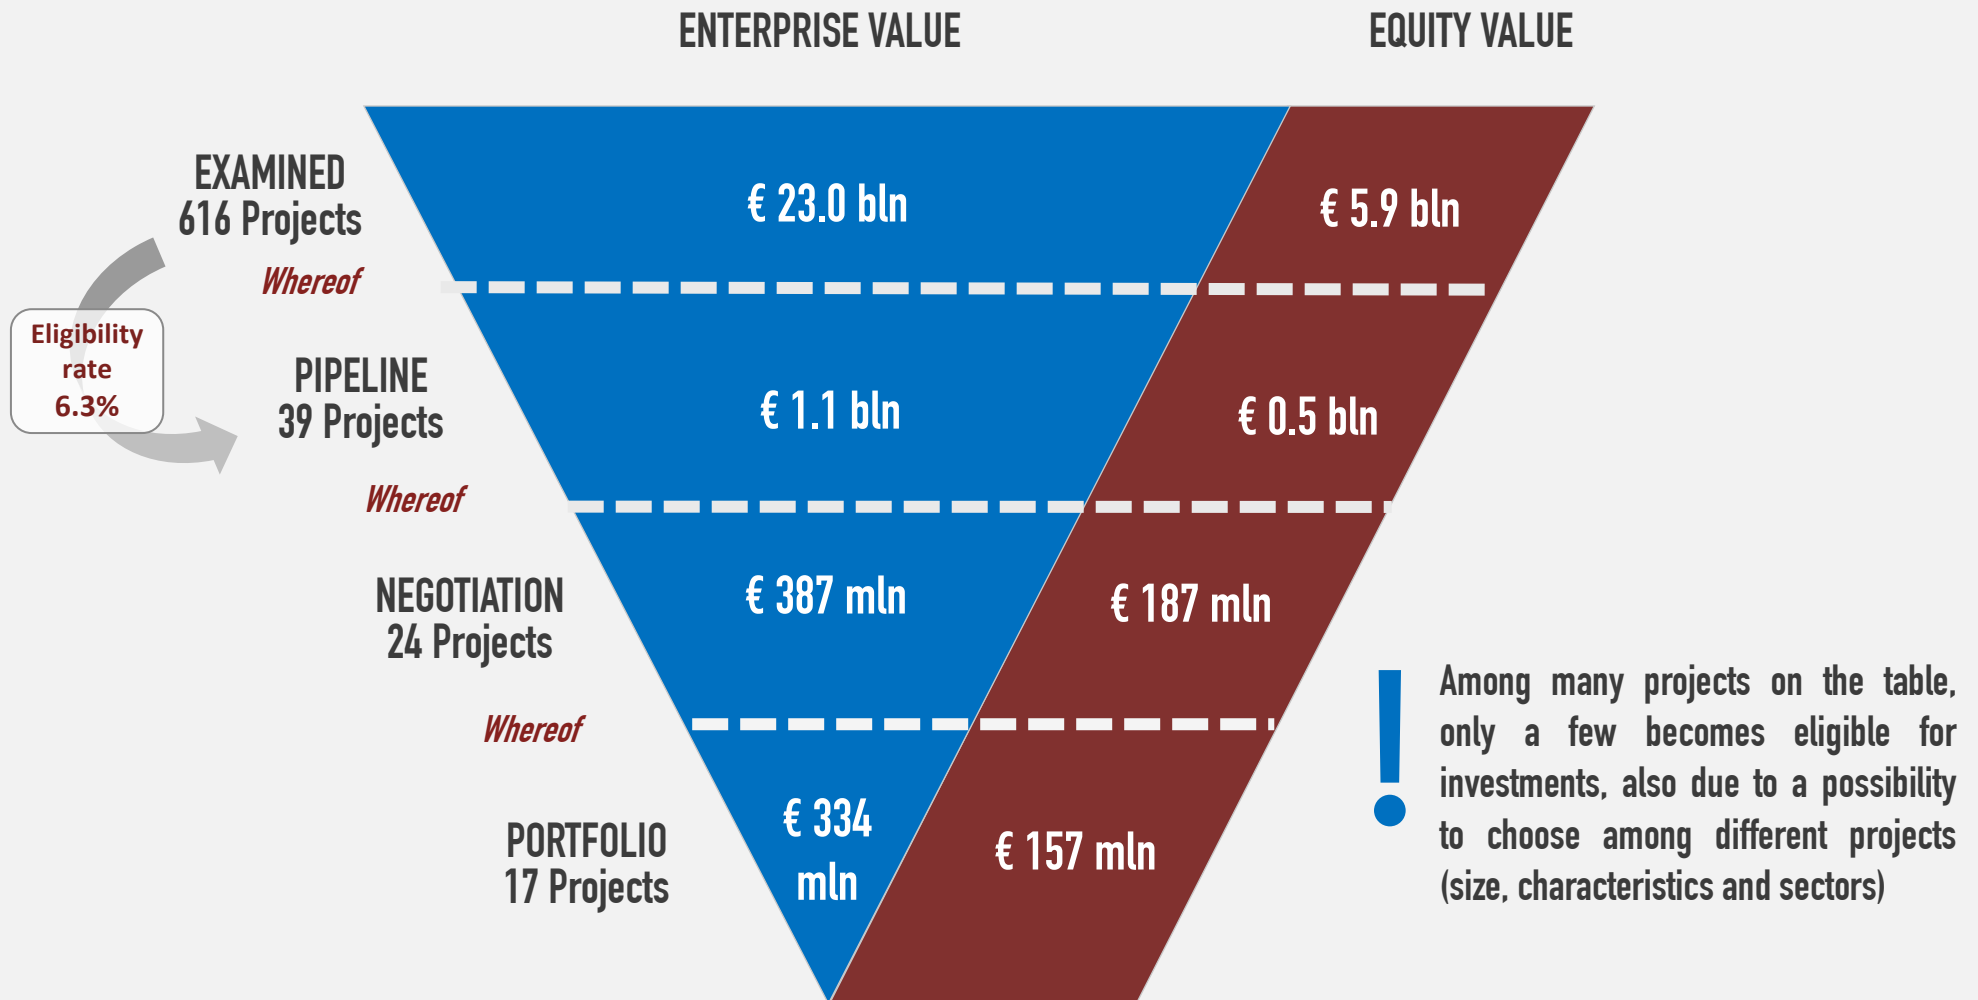 ENTERPRISE VALUE
EQUITY VALUE
EXAMINED
616 Projects
€ 23.0 bln
€ 5.9 bln
Whereof
Eligibility
rate
6.3%
PIPELINE
39 Projects
€ 1.1 bln
€ 0.5 bln
Whereof
NEGOTIATION
24 Projects
€ 387 mln
€ 187 mln
Whereof
PORTFOLIO
17 Projects
€ 334
mln
€ 157 mln
!
Among many projects on the table,
only a few becomes eligible for
investments, also due to a possibility
to choose among different projects
(size, characteristics and sectors)